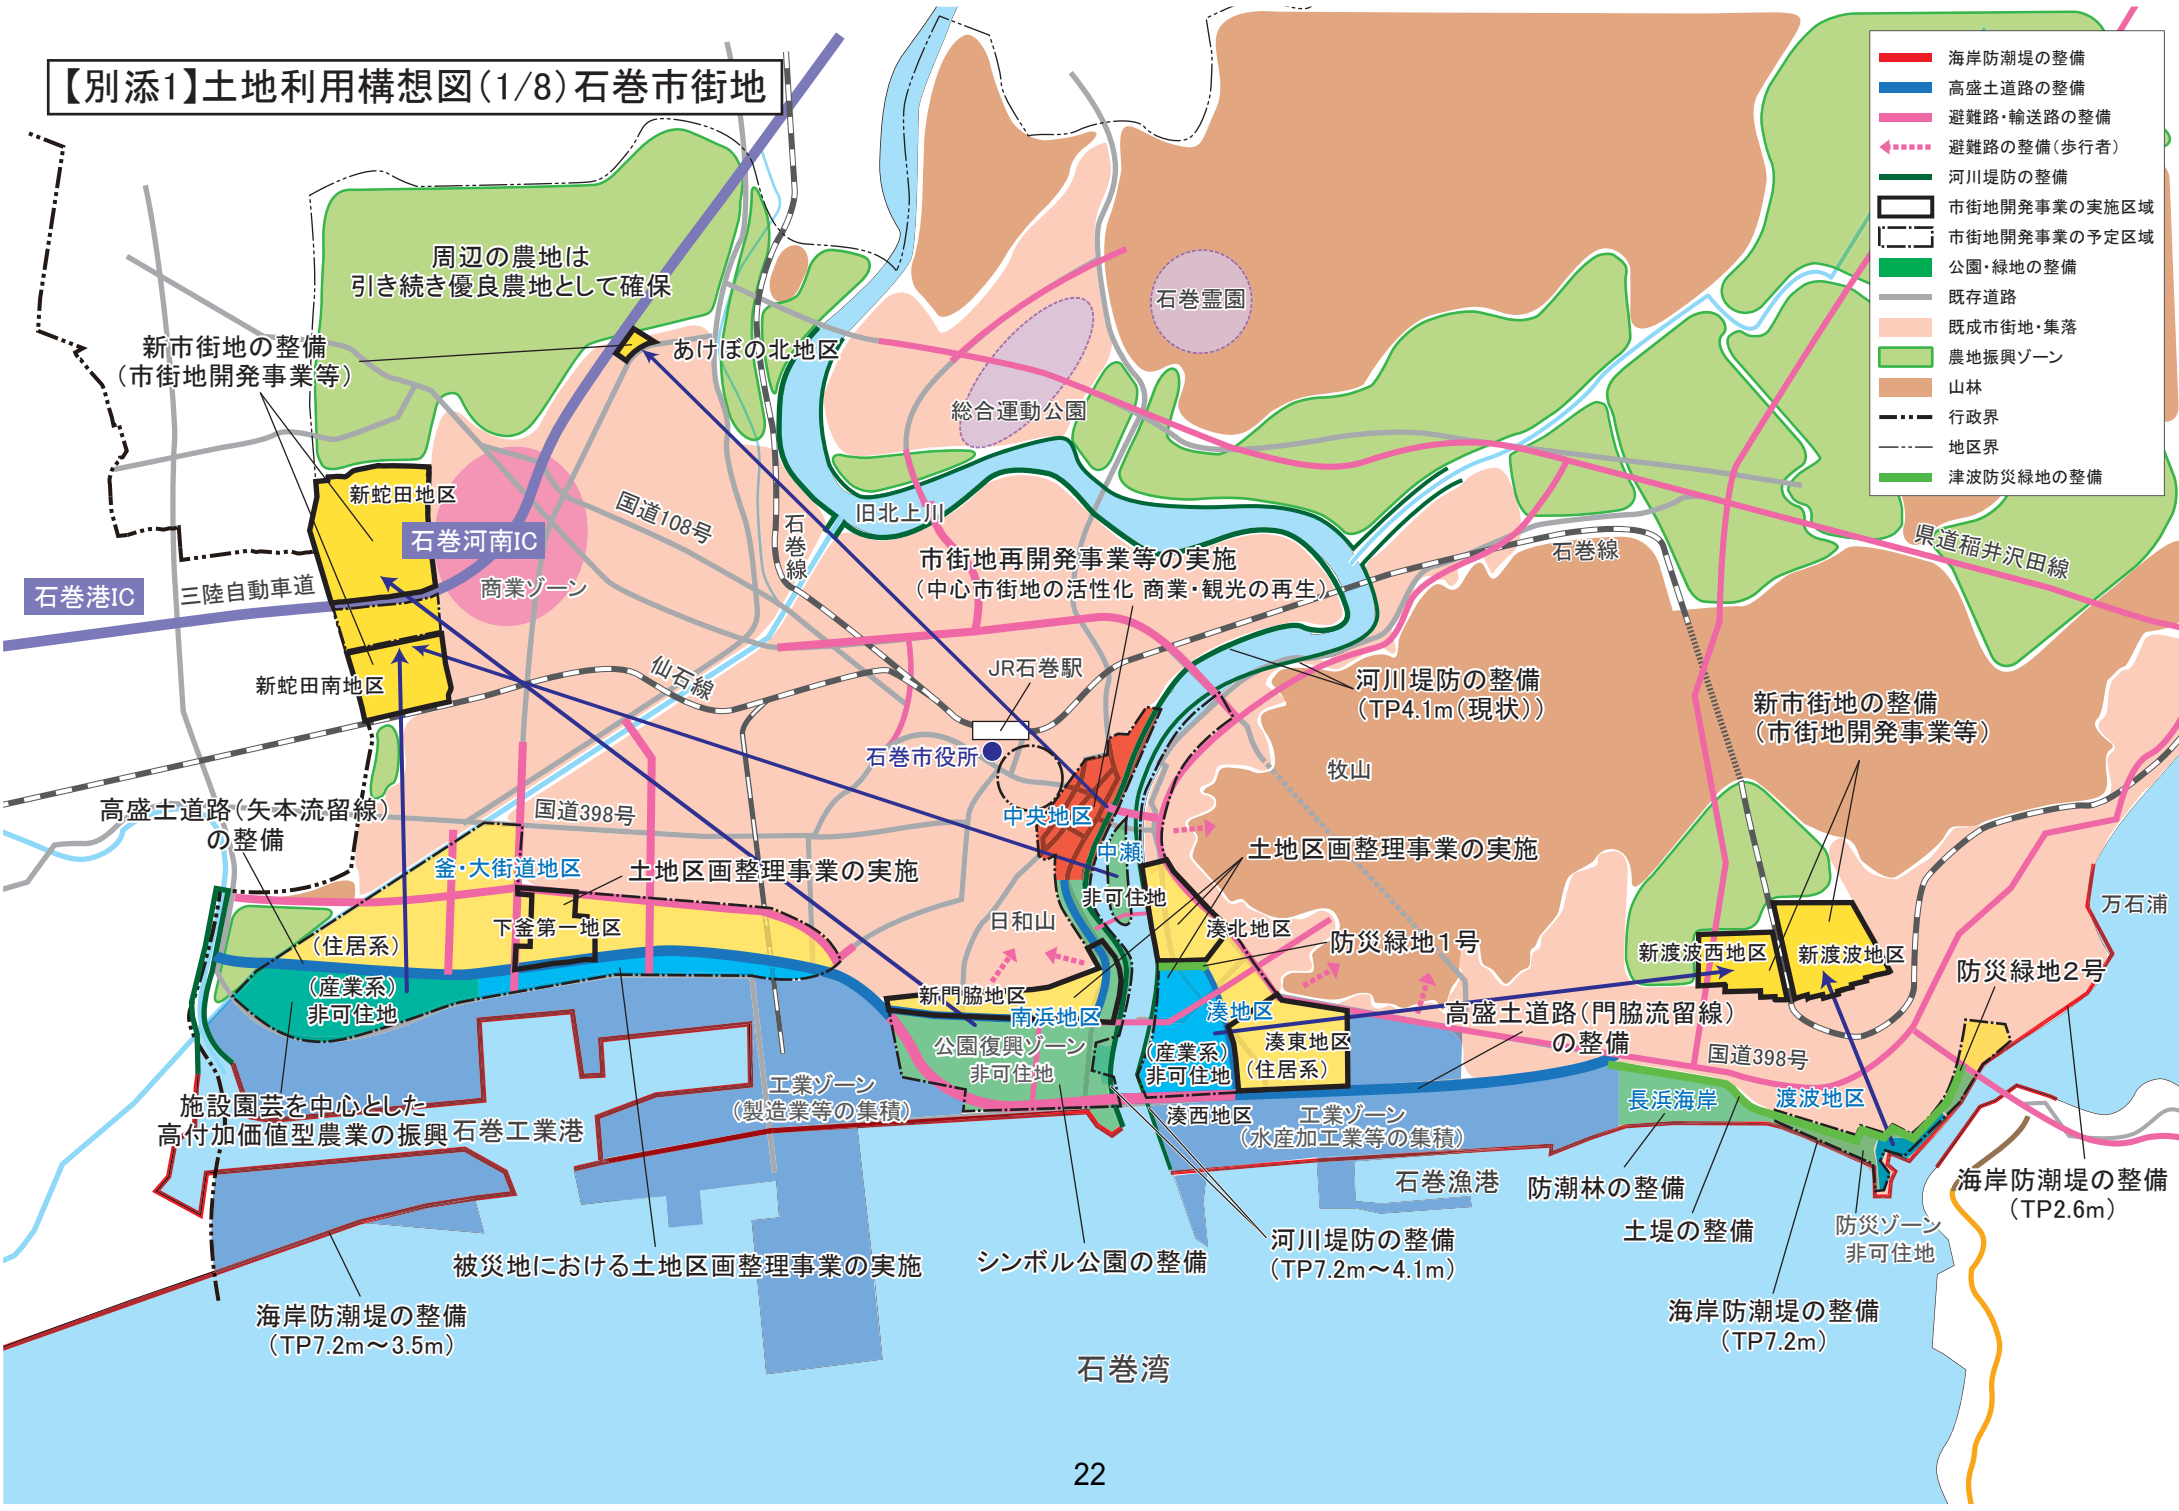 【別添1】土地利用構想図(1/8)石巻市街地
海岸防潮堤の整備
高盛土道路の整備
避難路・輸送路の整備
避難路の整備(歩行者)
河川堤防の整備
市街地開発事業の実施区域
市街地開発事業の予定区域
公園・緑地の整備
既存道路
既成市街地・集落
農地振興ゾーン
山林
行政界
地区界
津波防災緑地の整備
周辺の農地は
引き続き優良農地として確保
石巻霊園
新市街地の整備
(市街地開発事業等)
あけぼの北地区
総合運動公園
新蛇田地区
国道108号
石巻線
旧北上川
石巻河南IC
市街地再開発事業等の実施
(中心市街地の活性化 商業・観光の再生)
石巻線
県道稲井沢田線
石巻港IC
三陸自動車道
商業ゾーン
新蛇田南地区
仙石線
JR石巻駅
河川堤防の整備
(TP4.1m(現状))
新市街地の整備
(市街地開発事業等)
石巻市役所
牧山
高盛土道路(矢本流留線)
の整備
国道398号
中央地区
中瀬
土地区画整理事業の実施
釜・大街道地区
土地区画整理事業の実施
非可住地
万石浦
下釜第一地区
日和山
湊北地区
防災緑地1号
(住居系)
新渡波西地区
新渡波地区
防災緑地2号
(産業系)
非可住地
新門脇地区
南浜地区
湊地区
高盛土道路(門脇流留線)
の整備
公園復興ゾーン
非可住地
(産業系)
非可住地
湊東地区
(住居系)
国道398号
施設園芸を中心とした
高付加価値型農業の振興
石巻工業港
工業ゾーン
(製造業等の集積)
湊西地区
工業ゾーン
(水産加工業等の集積)
長浜海岸
渡波地区
石巻漁港
防潮林の整備
海岸防潮堤の整備
(TP2.6m)
土堤の整備
防災ゾーン
非可住地
被災地における土地区画整理事業の実施
シンボル公園の整備
河川堤防の整備
(TP7.2m～4.1m)
海岸防潮堤の整備
(TP7.2m～3.5m)
海岸防潮堤の整備
(TP7.2m)
石巻湾
22